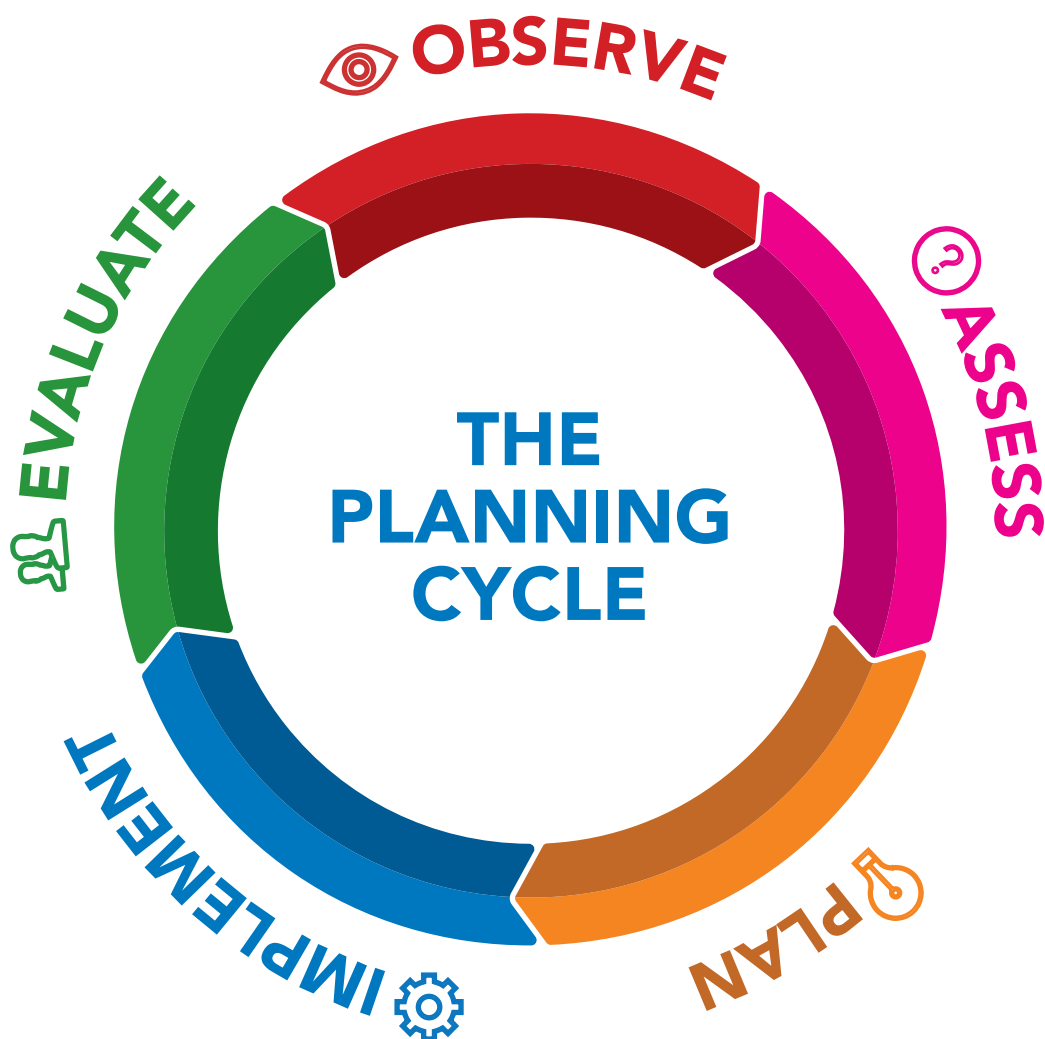 OBSERVE
? ASSESS
PLAN
IMPLEMENT
EVALUATE
THE
PLANNING
CYCLE